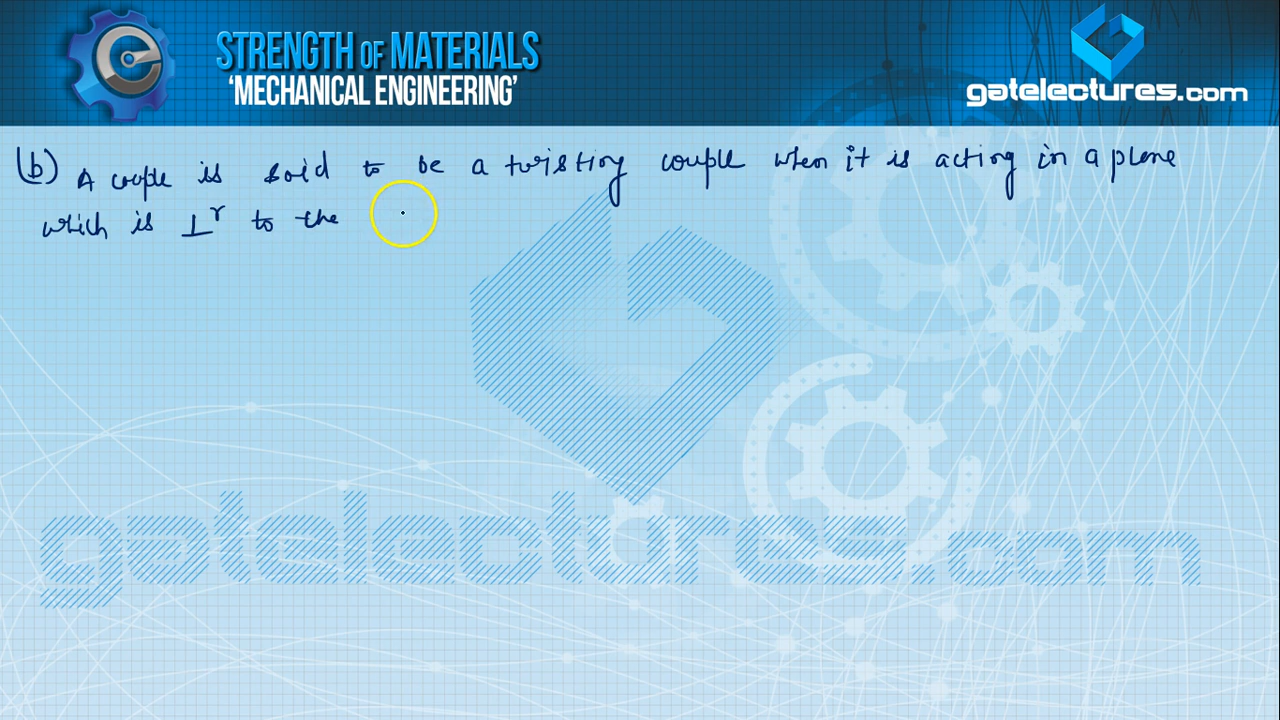 STRENGTH OF MATERIALS
'MECHANICAL ENGINEERING'
gatelectures.com
(b) A couple is said to be a twisting couple when it is acting in a plane
which is ⊥r to the
gatelectures.com